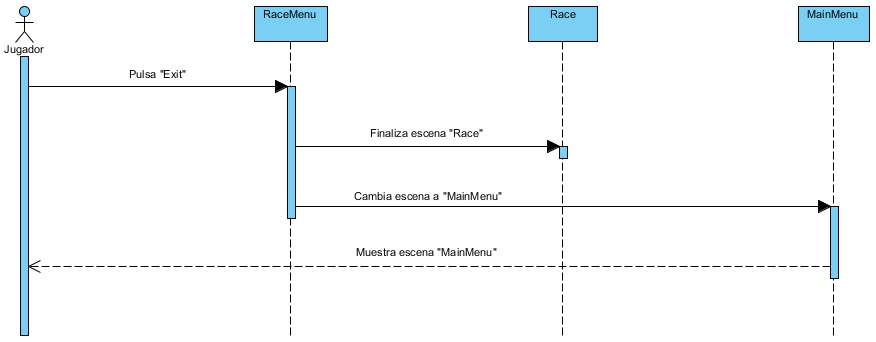 RaceMenu
Race
MainMenu
Jugador
Pulsa "Exit"
Finaliza escena "Race"
Cambia escena a "MainMenu"
Muestra escena "MainMenu"